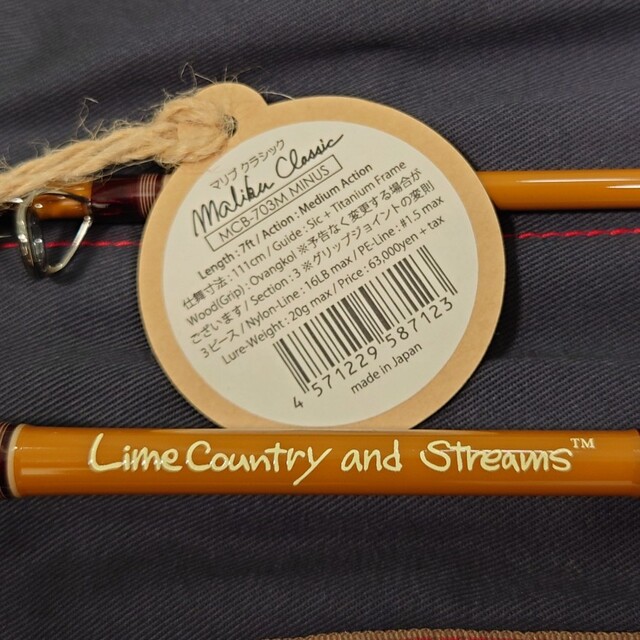 マリブ クラシック
Malibu Classic
MCB-703M MINUS
Length : 7ft / Action : Medium Action
仕舞寸法 : 111cm / Guide : Sic + Titanium Frame
Wood(Grip) : Ovangkol ※予告なく変更する場合が
ございます / Section : 3 ※グリップジョイントの変則
3ピース / Nylon-Line : 16LB max / PE-Line : #1.5 max
Lure-Weight : 20g max / Price : 63,000yen + tax
4 571229 587123
made in Japan
Lime Country and Streams™